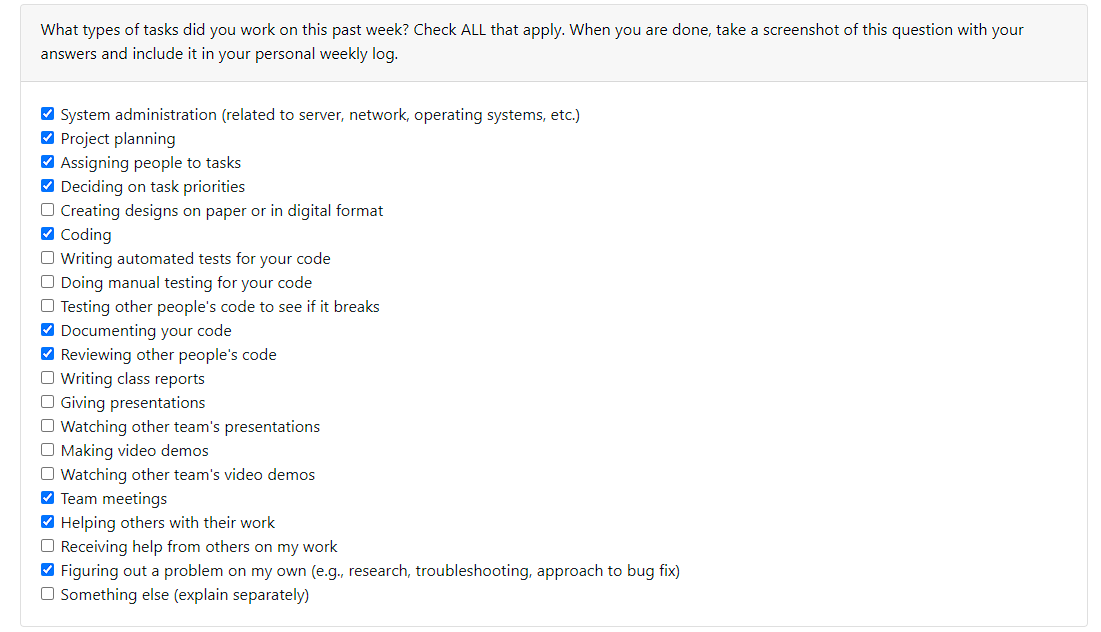 What types of tasks did you work on this past week? Check ALL that apply. When you are done, take a screenshot of this question with your
answers and include it in your personal weekly log.
System administration (related to server, network, operating systems, etc.)
Project planning
Assigning people to tasks
Deciding on task priorities
Creating designs on paper or in digital format
Coding
Writing automated tests for your code
Doing manual testing for your code
Testing other people's code to see if it breaks
Documenting your code
Reviewing other people's code
Writing class reports
Giving presentations
Watching other team's presentations
Making video demos
Watching other team's video demos
Team meetings
Helping others with their work
Receiving help from others on my work
Figuring out a problem on my own (e.g., research, troubleshooting, approach to bug fix)
Something else (explain separately)